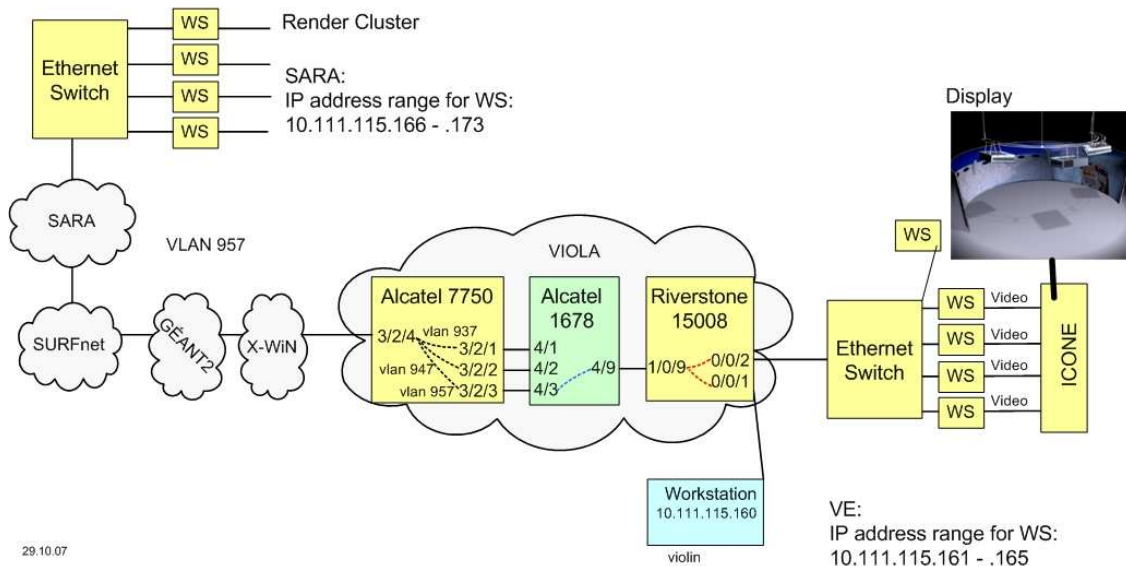 WS
Render Cluster
Ethernet
Switch
WS
WS
WS
SARA:
IP address range for WS:
10.111.115.166 - .173
Display
SARA
VLAN 957
WS
VIOLA
SURFnet
GÉANT2
X-WiN
Alcatel 7750
3/2/4
vlan 937
3/2/1
vlan 947
3/2/2
vlan 957
3/2/3
Alcatel
1678
4/1
4/2
4/3
4/9
Riverstone
15008
1/0/9
0/0/2
0/0/1
Ethernet
Switch
WS
Video
WS
Video
WS
Video
WS
Video
ICONE
Workstation
10.111.115.160
violin
VE:
IP address range for WS:
10.111.115.161 - .165
29.10.07